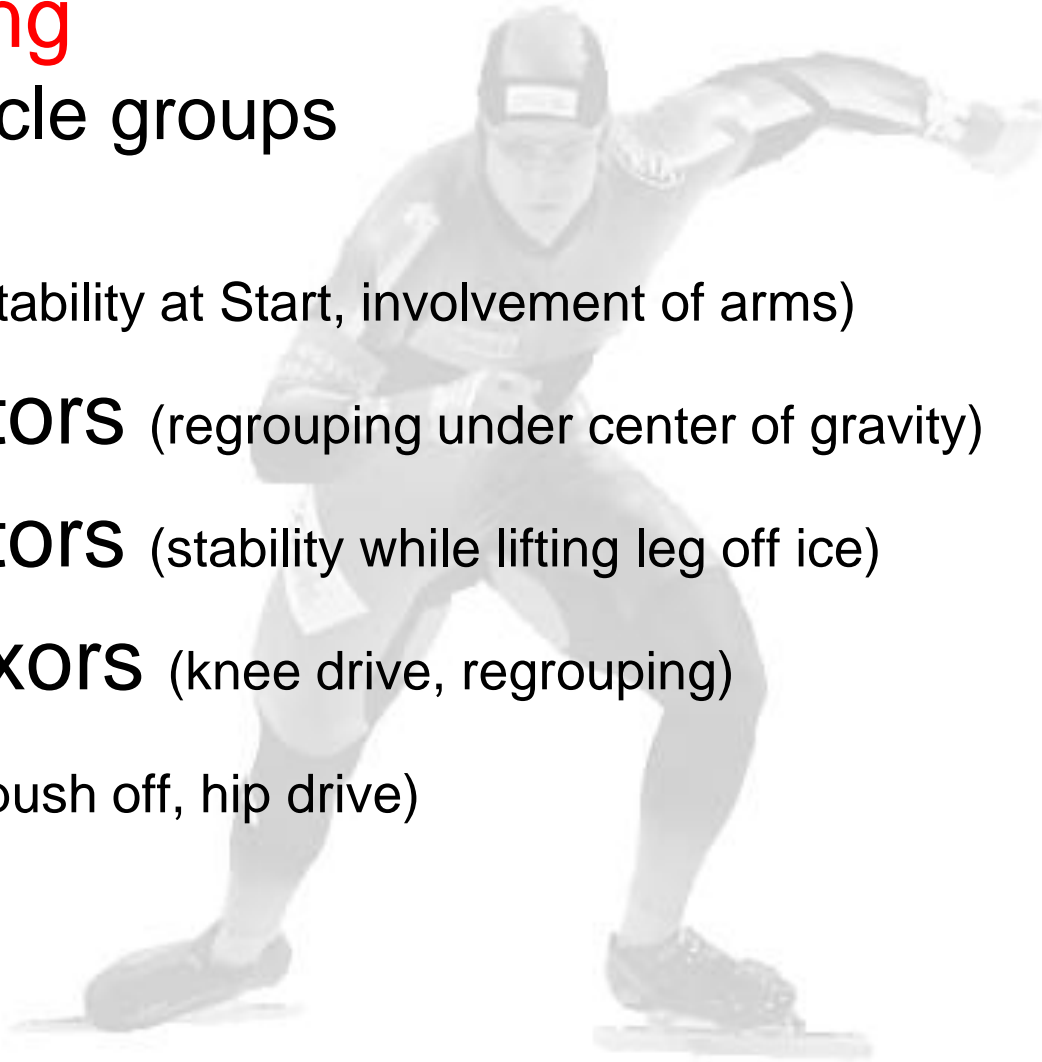 ng
cle groups
tability at Start, involvement of arms)
tors (regrouping under center of gravity)
tors (stability while lifting leg off ice)
xors (knee drive, regrouping)
push off, hip drive)